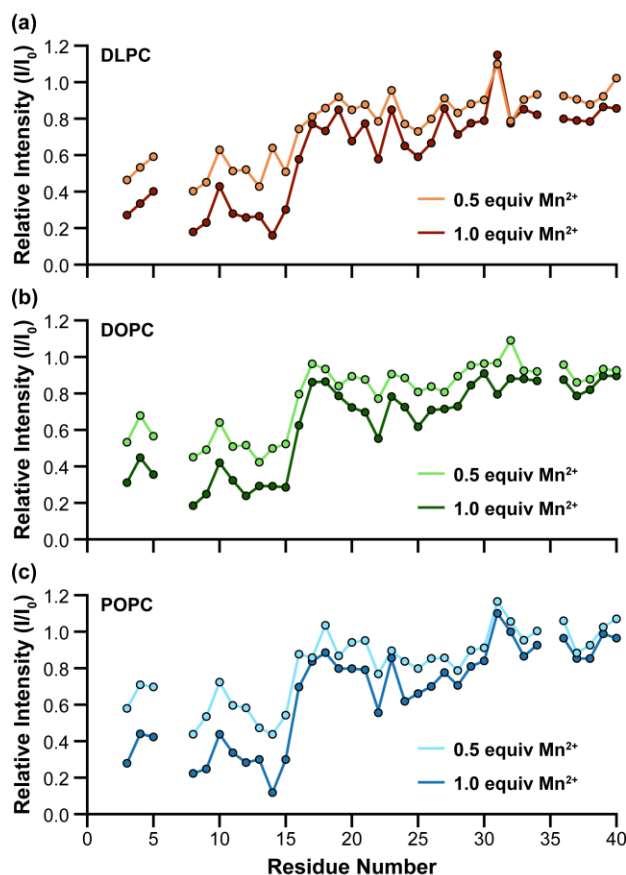 (a)
DLPC
Relative Intensity (I/I₀)
1.2
1.0
0.8
0.6
0.4
0.2
0.0
0.5 equiv Mn²⁺
1.0 equiv Mn²⁺
(b)
DOPC
Relative Intensity (I/I₀)
1.2
1.0
0.8
0.6
0.4
0.2
0.0
0.5 equiv Mn²⁺
1.0 equiv Mn²⁺
(c)
POPC
Relative Intensity (I/I₀)
1.2
1.0
0.8
0.6
0.4
0.2
0.0
0.5 equiv Mn²⁺
1.0 equiv Mn²⁺
0 5 10 15 20 25 30 35 40
Residue Number